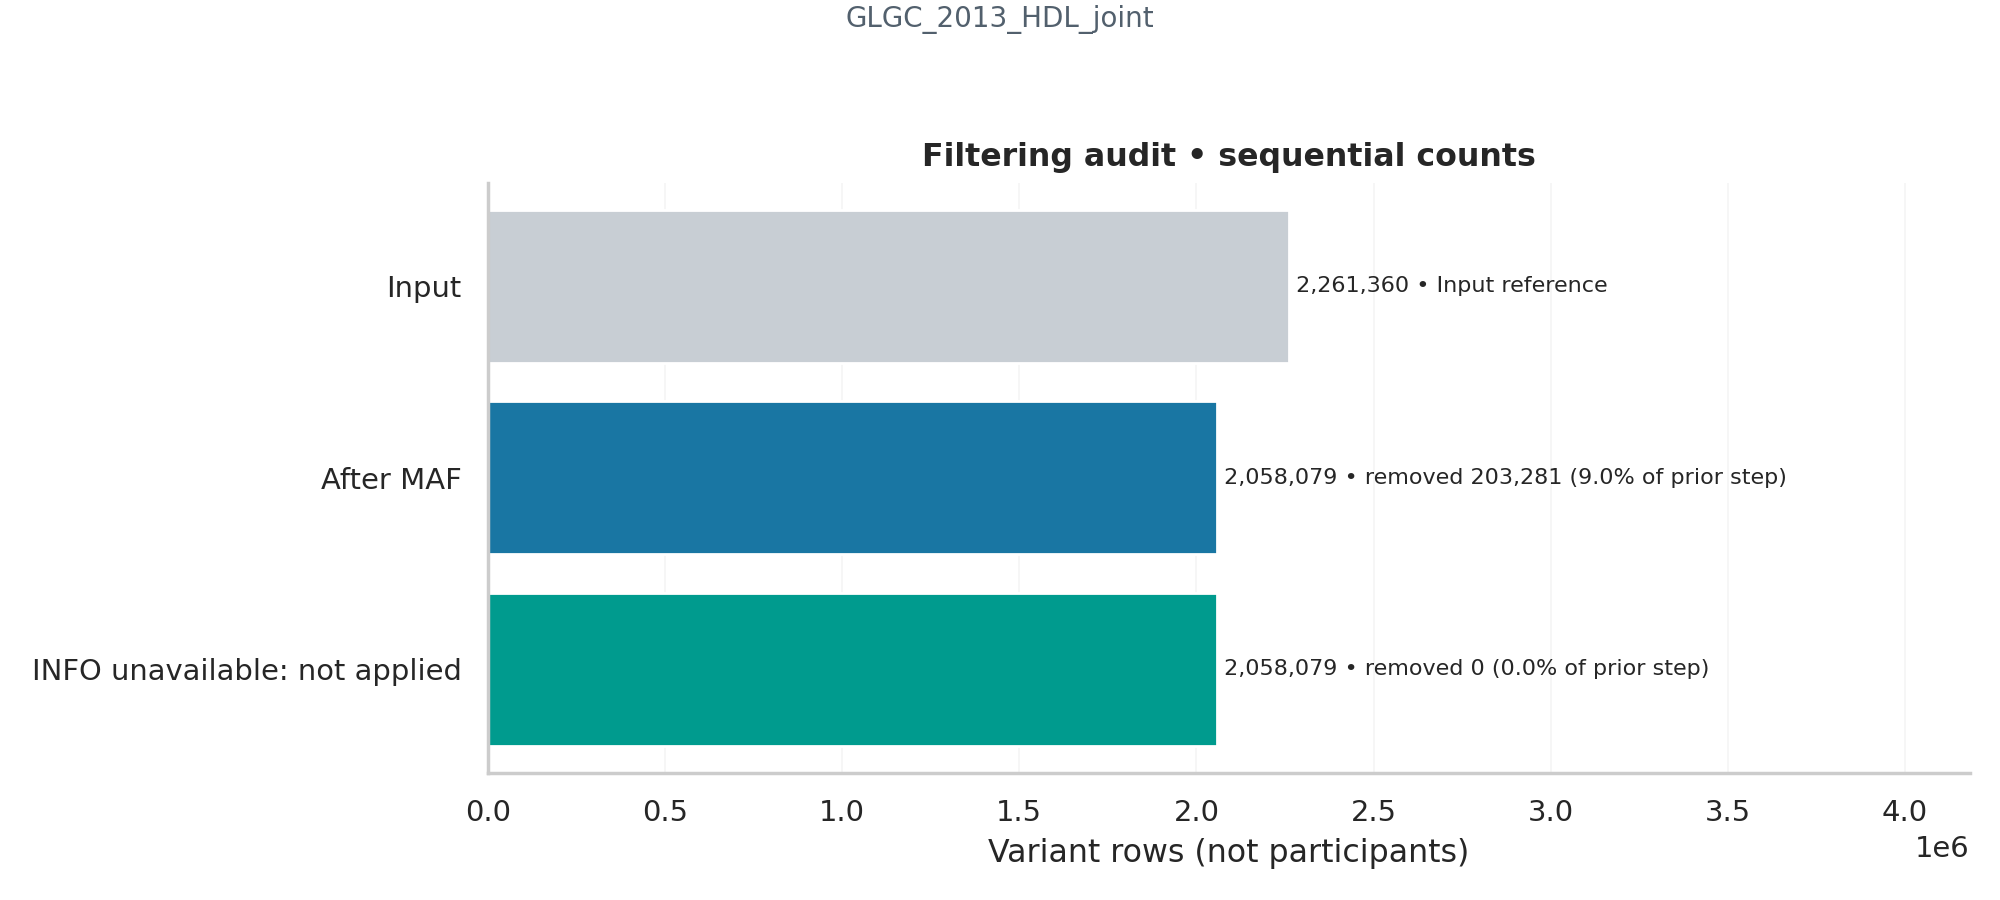 GLGC_2013_HDL_joint
Filtering audit • sequential counts
Input
2,261,360 • Input reference
After MAF
2,058,079 • removed 203,281 (9.0% of prior step)
INFO unavailable: not applied
2,058,079 • removed 0 (0.0% of prior step)
0.0 0.5 1.0 1.5 2.0 2.5 3.0 3.5 4.0
1e6
Variant rows (not participants)